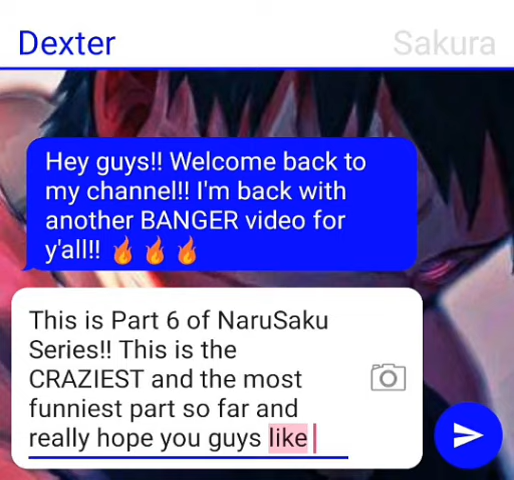 Dexter
Sakura
Hey guys!! Welcome back to
my channel!! I'm back with
another BANGER video for
y'all!! 🔥 🔥 🔥
This is Part 6 of NaruSaku
Series!! This is the
CRAZIEST and the most
funniest part so far and
really hope you guys like